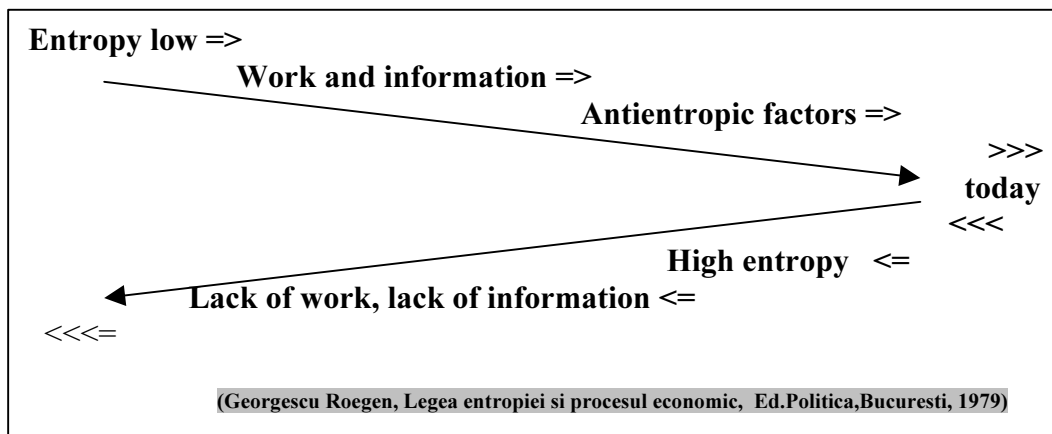 Entropy low =>
Work and information =>
Antientropic factors =>
>>>
today
<<<
High entropy <=
Lack of work, lack of information <=
<<<=
(Georgescu Roegen, Legea entropiei si procesul economic, Ed.Politica,Bucuresti, 1979)